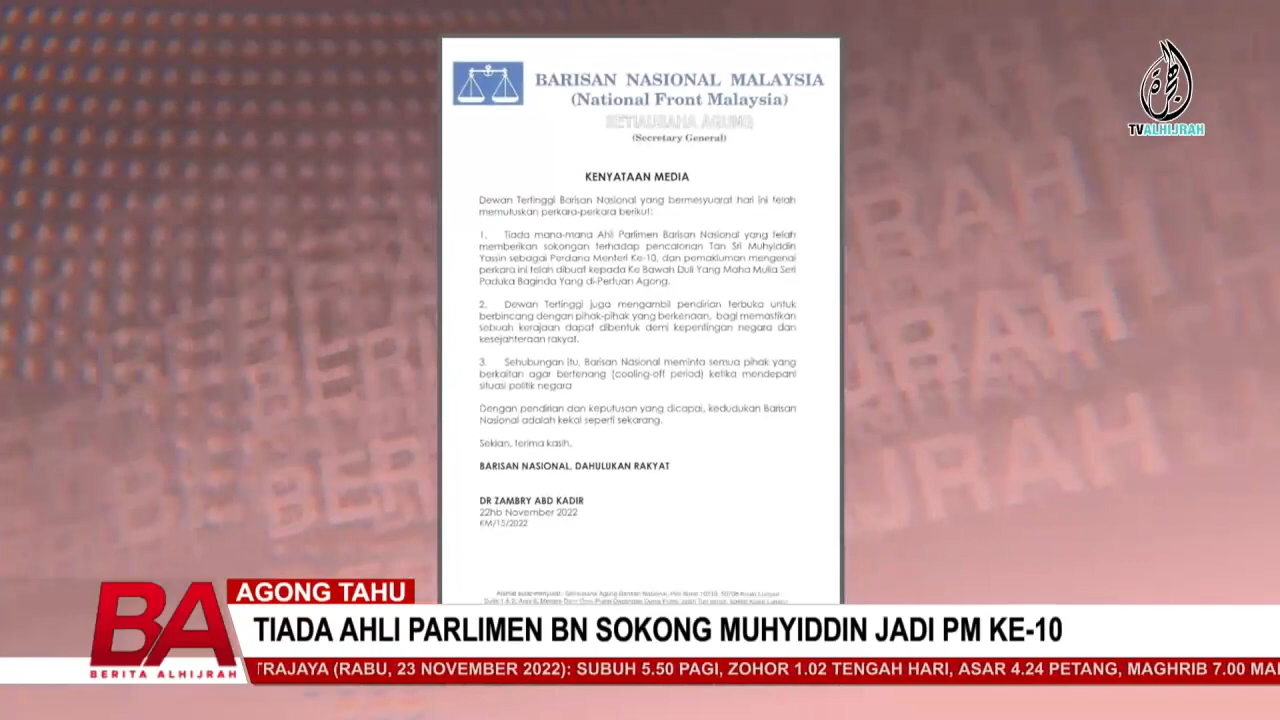 BARISAN NASIONAL MALAYSIA
(National Front Malaysia)
SETIAUSAHA AGUNG
(Secretary General)
KENYATAAN MEDIA
Dewan Tertinggi Barisan Nasional yang bermesyuarat hari ini telah
memutuskan perkara-perkara berikut:
1. Tiada mana-mana Ahli Parlimen Barisan Nasional yang telah
memberikan sokongan terhadap pencalonan Tan Sri Muhyiddin
Yassin sebagai Perdana Menteri Ke-10, dan pemakluman mengenai
perkara ini telah dibuat kepada Ke Bawah Duli Yang Maha Mulia Seri
Paduka Baginda Yang di-Pertuan Agong.
2. Dewan Tertinggi juga mengambil pendirian terbuka untuk
berbincang dengan pihak-pihak yang berkenaan, bagi memastikan
sebuah kerajaan dapat dibentuk demi kepentingan negara dan
kesejahteraan rakyat.
3. Sehubungan itu, Barisan Nasional meminta semua pihak yang
berkaitan agar bertenang (cooling-off period) ketika mendepani
situasi politik negara
Dengan pendirian dan keputusan yang dicapai, kedudukan Barisan
Nasional adalah kekal seperti sekarang.
Sekian, terima kasih.
BARISAN NASIONAL, DAHULUKAN RAKYAT
DR ZAMBRY ABD KADIR
22hb November 2022
KM/15/2022
TV ALHIJRAH
BA
BERITA ALHIJRAH
AGONG TAHU
TIADA AHLI PARLIMEN BN SOKONG MUHYIDDIN JADI PM KE-10
TRAJAYA (RABU, 23 NOVEMBER 2022): SUBUH 5.50 PAGI, ZOHOR 1.02 TENGAH HARI, ASAR 4.24 PETANG, MAGHRIB 7.00 MA